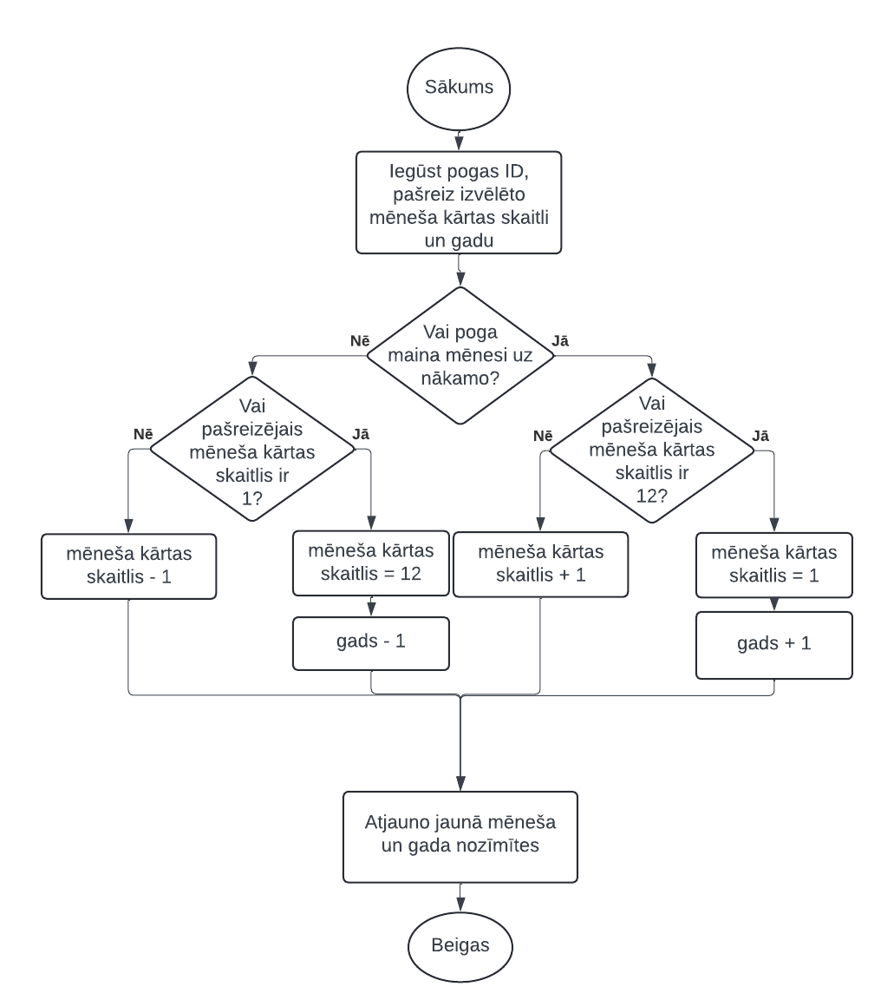 Sākums
Iegūst pogas ID,
pašreiz izvēlēto
mēneša kārtas skaitli
un gadu
Vai poga
maina mēnesi uz
nākamo?
Nē
Jā
Vai
pašreizējais
mēneša kārtas
skaitlis ir
1?
Nē
Jā
Vai
pašreizējais
mēneša kārtas
skaitlis ir
12?
Nē
Jā
mēneša kārtas
skaitlis - 1
mēneša kārtas
skaitlis = 12
mēneša kārtas
skaitlis + 1
mēneša kārtas
skaitlis = 1
gads - 1
gads + 1
Atjauno jaunā mēneša
un gada nozīmītes
Beigas